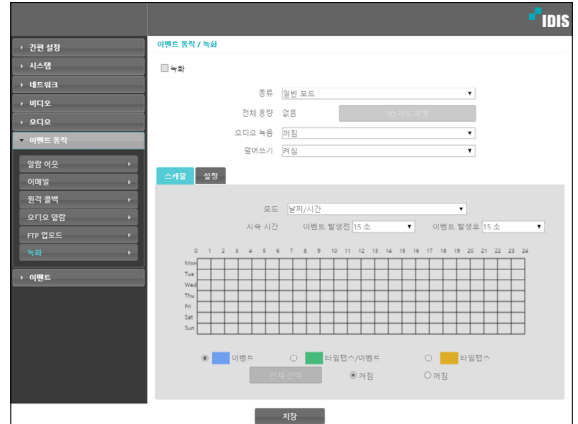 IDIS
간편 설정
시스템
네트워크
비디오
오디오
이벤트 동작
알람 아웃
이메일
원격 콜백
오디오 알람
FTP 업로드
녹화
이벤트
이벤트 동작 / 녹화
녹화
종류 일반 모드
전체 용량 없음 SD 카드 포맷
오디오 녹음 꺼짐
덮어쓰기 켜짐
스케줄 설정
모드 날짜/시간
지속 시간 이벤트 발생전 15 초 이벤트 발생후 15 초
0 1 2 3 4 5 6 7 8 9 10 11 12 13 14 15 16 17 18 19 20 21 22 23 24
Mon
Tue
Wed
Thu
Fri
Sat
Sun
이벤트 타임랩스/이벤트 타임랩스
전체 선택 켜짐 꺼짐
저장